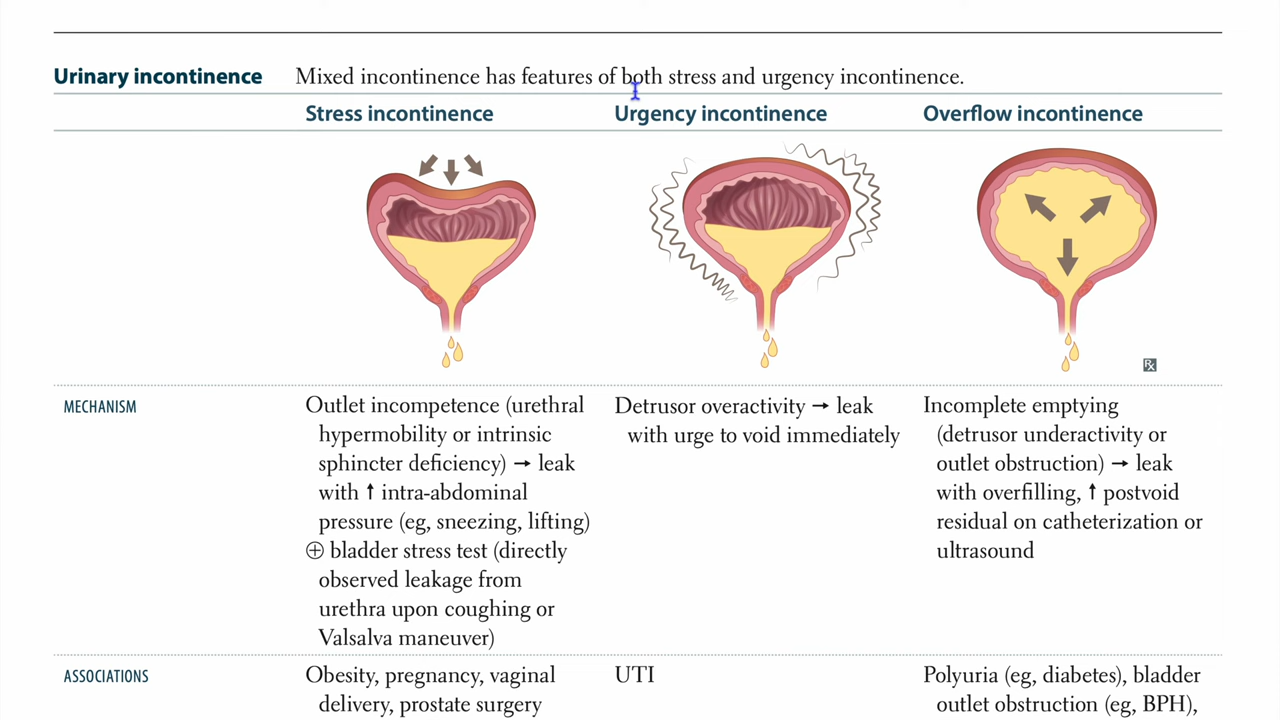 Urinary incontinence
Mixed incontinence has features of both stress and urgency incontinence.
Stress incontinence
Urgency incontinence
Overflow incontinence
℞
MECHANISM
Outlet incompetence (urethral
hypermobility or intrinsic
sphincter deficiency) → leak
with ↑ intra-abdominal
pressure (eg, sneezing, lifting)
⊕ bladder stress test (directly
observed leakage from
urethra upon coughing or
Valsalva maneuver)
Detrusor overactivity → leak
with urge to void immediately
Incomplete emptying
(detrusor underactivity or
outlet obstruction) → leak
with overfilling, ↑ postvoid
residual on catheterization or
ultrasound
ASSOCIATIONS
Obesity, pregnancy, vaginal
delivery, prostate surgery
UTI
Polyuria (eg, diabetes), bladder
outlet obstruction (eg, BPH),